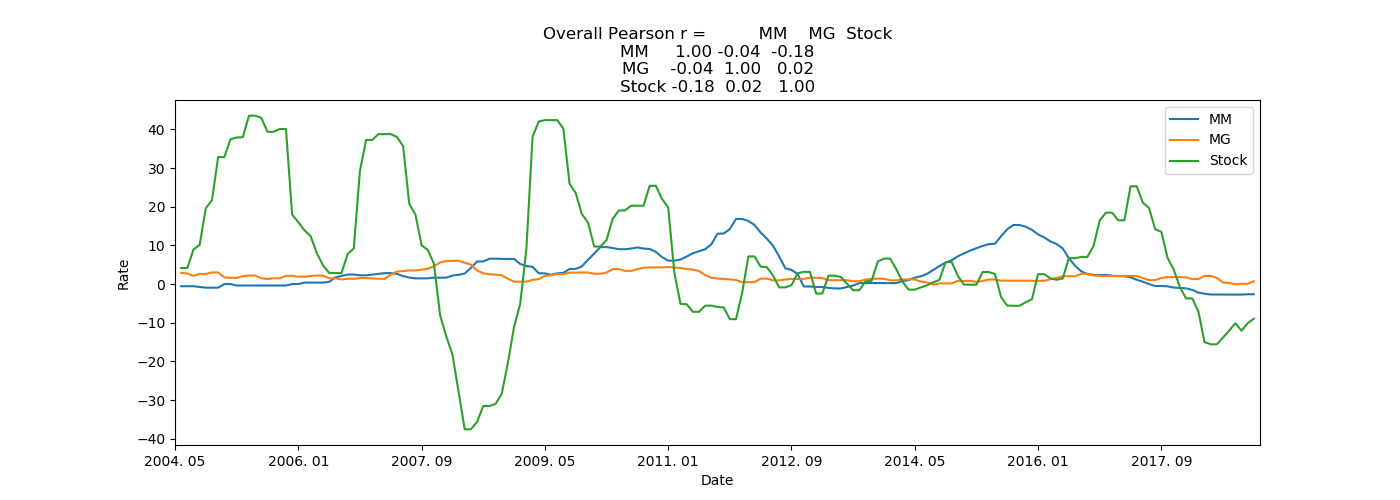 Overall Pearson r =          MM    MG  Stock
MM     1.00 -0.04  -0.18
MG    -0.04  1.00   0.02
Stock -0.18  0.02   1.00
MM
MG
Stock
40
30
20
10
0
−10
−20
−30
−40
Rate
2004. 05 2006. 01 2007. 09 2009. 05 2011. 01 2012. 09 2014. 05 2016. 01 2017. 09
Date